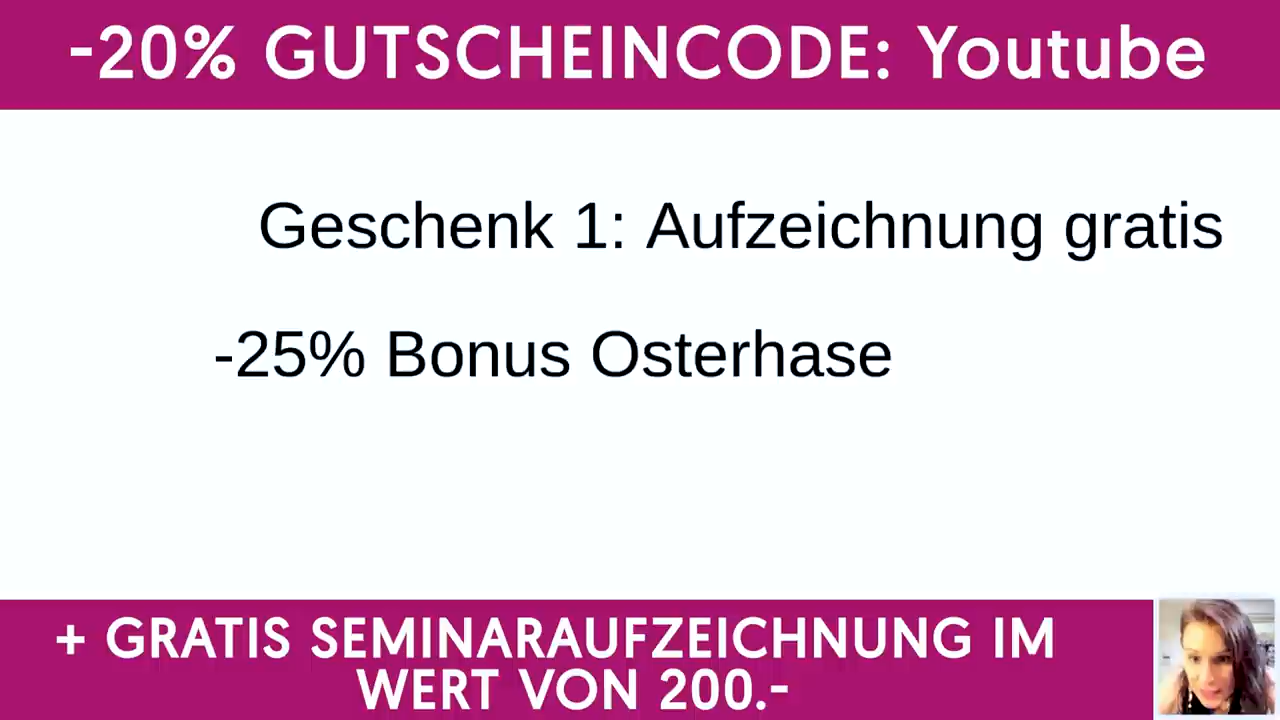 -20% GUTSCHEINCODE: Youtube
Geschenk 1: Aufzeichnung gratis
-25% Bonus Osterhase
+ GRATIS SEMINARAUFZEICHNUNG IM
WERT VON 200.-